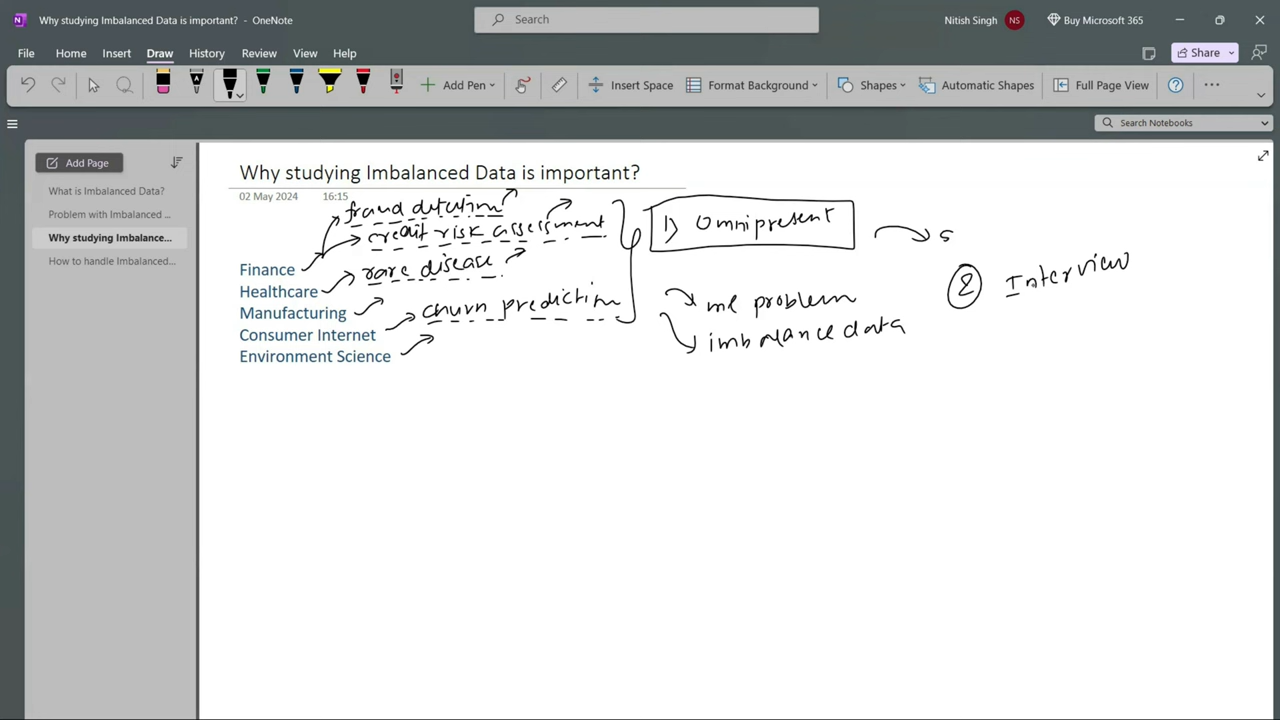 Why studying Imbalanced Data is important? - OneNote
Search
Nitish Singh NS
Buy Microsoft 365
File Home Insert Draw History Review View Help
Share
Add Pen
Insert Space
Format Background
Shapes
Automatic Shapes
Full Page View
Search Notebooks
Add Page
What is Imbalanced Data?
Problem with Imbalanced ...
Why studying Imbalance...
How to handle Imbalanced...
Why studying Imbalanced Data is important?
02 May 2024 16:15
fraud detection
credit risk assessment
Finance
rare disease
Healthcare
Manufacturing
churn prediction
Consumer Internet
Environment Science
1) Omnipresent
ml problem
imbalance data
2 Interview